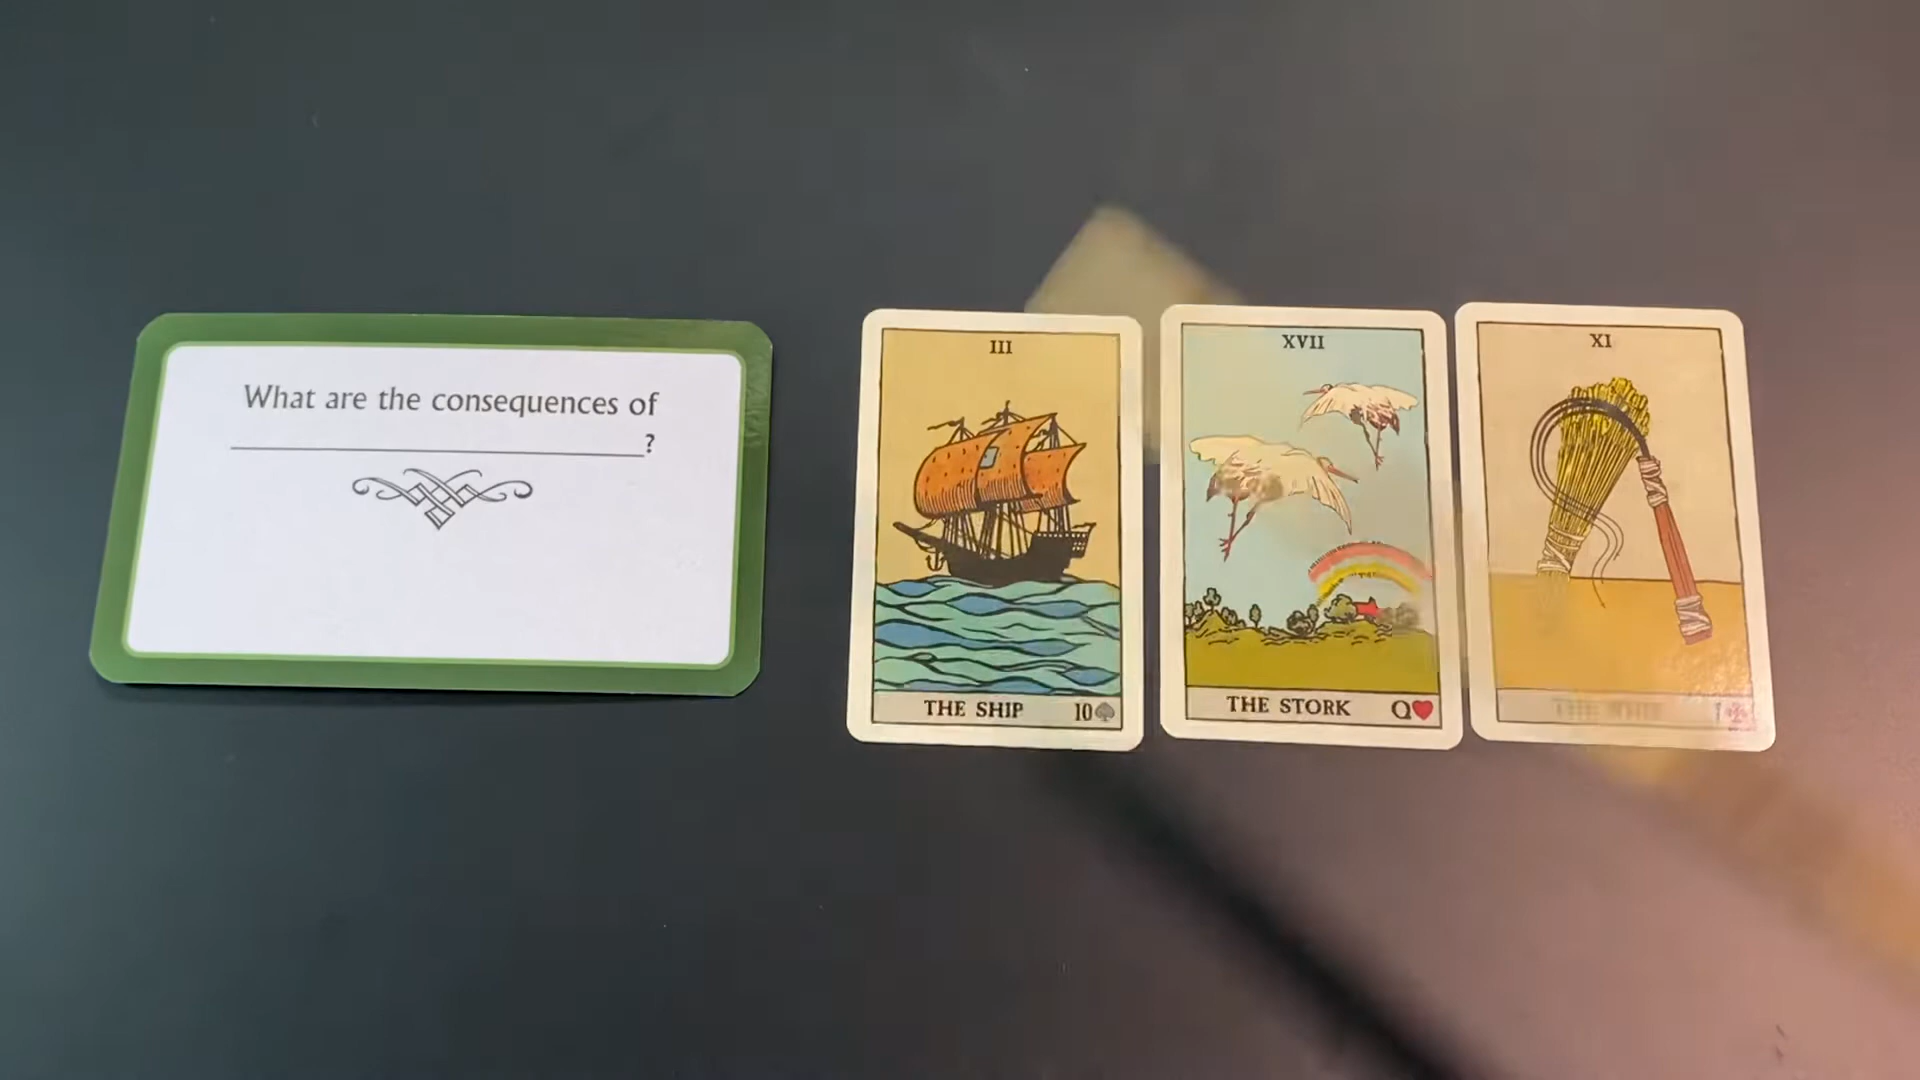 What are the consequences of
?
III
THE SHIP 10
XVII
THE STORK Q
XI